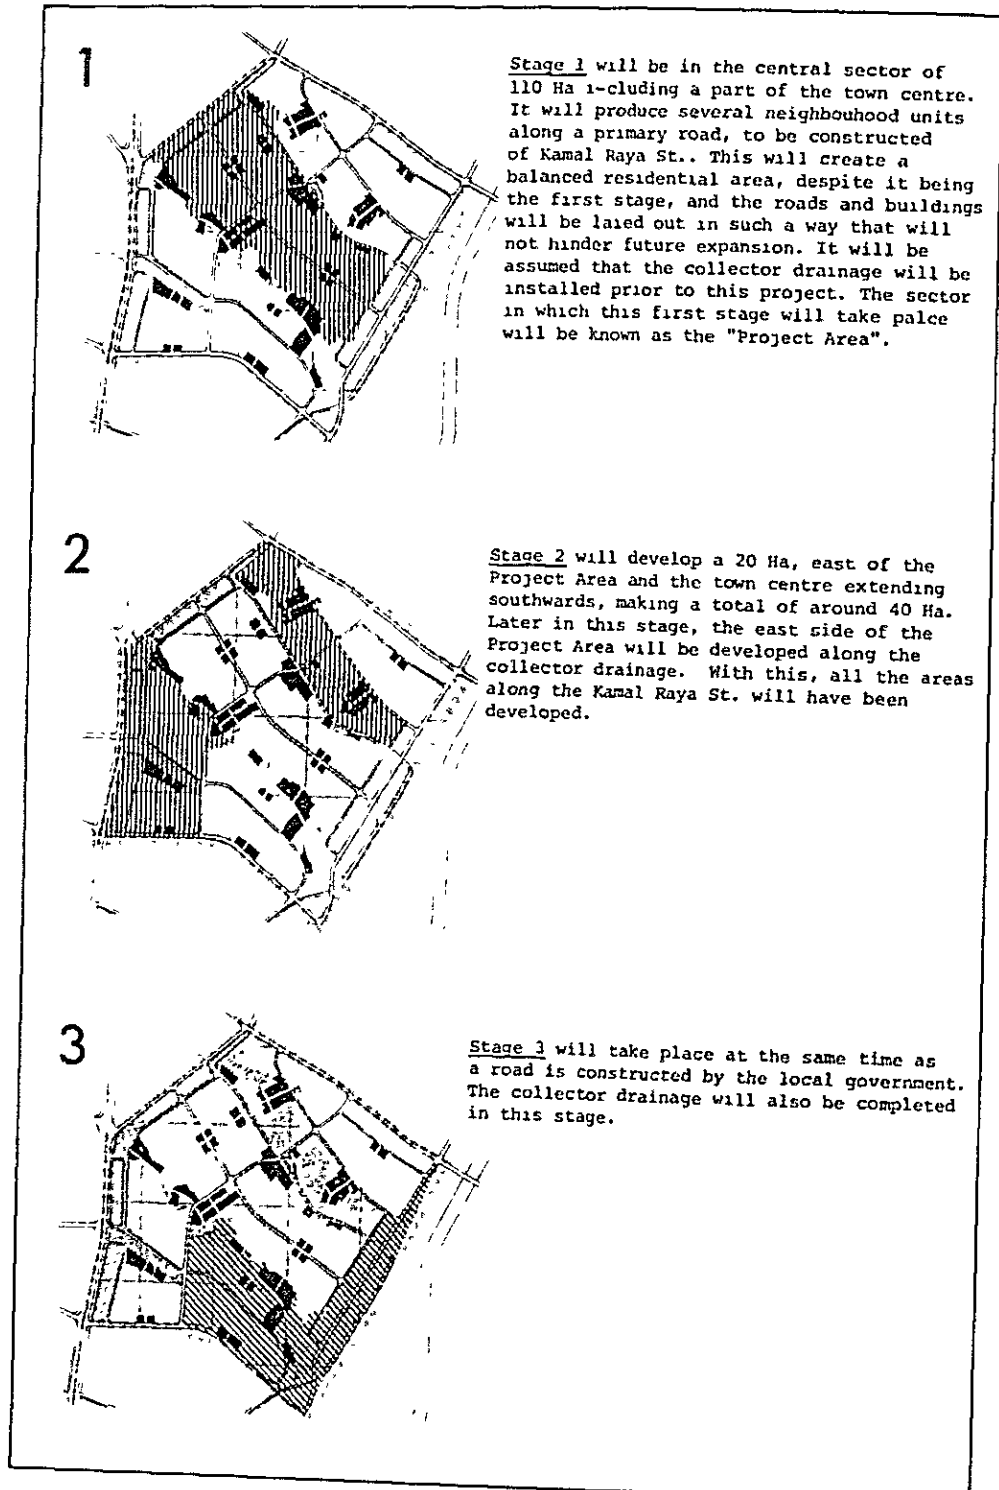 1
Stage 1 will be in the central sector of
110 Ha i-cluding a part of the town centre.
It will produce several neighbouhood units
along a primary road, to be constructed
of Kamal Raya St.. This will create a
balanced residential area, despite it being
the first stage, and the roads and buildings
will be laied out in such a way that will
not hinder future expansion. It will be
assumed that the collector drainage will be
installed prior to this project. The sector
in which this first stage will take palce
will be known as the "Project Area".
2
Stage 2 will develop a 20 Ha, east of the
Project Area and the town centre extending
southwards, making a total of around 40 Ha.
Later in this stage, the east side of the
Project Area will be developed along the
collector drainage. With this, all the areas
along the Kamal Raya St. will have been
developed.
3
Stage 3 will take place at the same time as
a road is constructed by the local government.
The collector drainage will also be completed
in this stage.